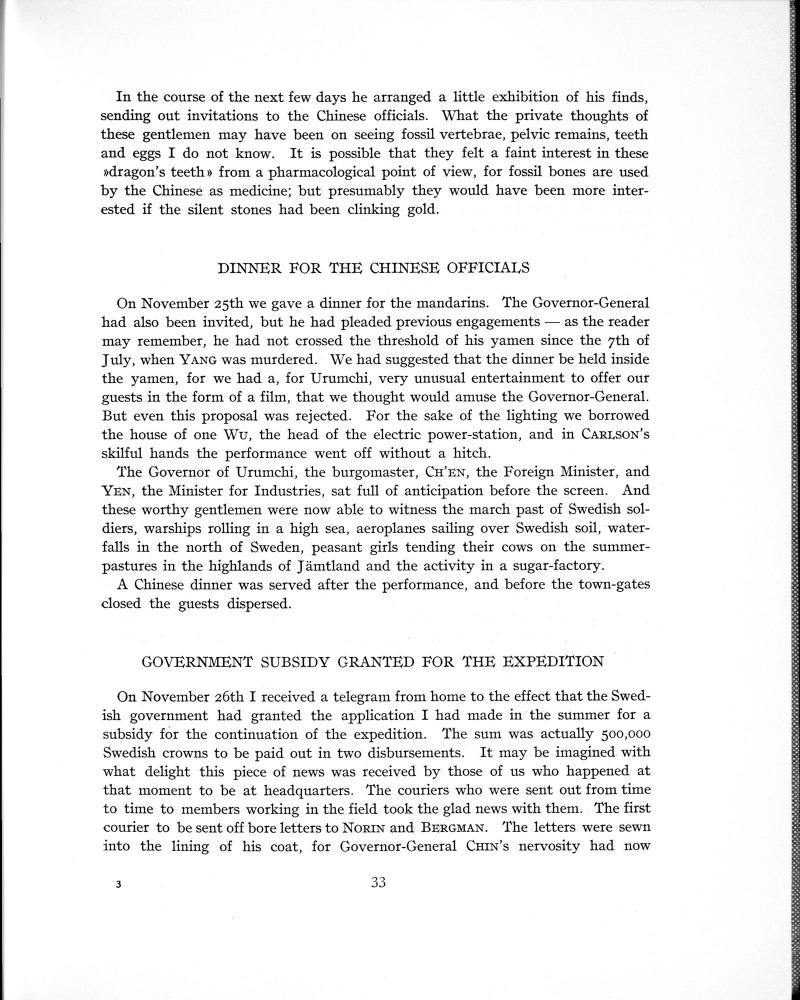 In the course of the next few days he arranged a little exhibition of his finds,
sending out invitations to the Chinese officials. What the private thoughts of
these gentlemen may have been on seeing fossil vertebrae, pelvic remains, teeth
and eggs I do not know. It is possible that they felt a faint interest in these
»dragon's teeth» from a pharmacological point of view, for fossil bones are used
by the Chinese as medicine; but presumably they would have been more inter-
ested if the silent stones had been clinking gold.
DINNER FOR THE CHINESE OFFICIALS
On November 25th we gave a dinner for the mandarins. The Governor-General
had also been invited, but he had pleaded previous engagements — as the reader
may remember, he had not crossed the threshold of his yamen since the 7th of
July, when YANG was murdered. We had suggested that the dinner be held inside
the yamen, for we had a, for Urumchi, very unusual entertainment to offer our
guests in the form of a film, that we thought would amuse the Governor-General.
But even this proposal was rejected. For the sake of the lighting we borrowed
the house of one WU, the head of the electric power-station, and in CARLSON's
skilful hands the performance went off without a hitch.
The Governor of Urumchi, the burgomaster, CH'EN, the Foreign Minister, and
YEN, the Minister for Industries, sat full of anticipation before the screen. And
these worthy gentlemen were now able to witness the march past of Swedish sol-
diers, warships rolling in a high sea, aeroplanes sailing over Swedish soil, water-
falls in the north of Sweden, peasant girls tending their cows on the summer-
pastures in the highlands of Jämtland and the activity in a sugar-factory.
A Chinese dinner was served after the performance, and before the town-gates
closed the guests dispersed.
GOVERNMENT SUBSIDY GRANTED FOR THE EXPEDITION
On November 26th I received a telegram from home to the effect that the Swed-
ish government had granted the application I had made in the summer for a
subsidy for the continuation of the expedition. The sum was actually 500,000
Swedish crowns to be paid out in two disbursements. It may be imagined with
what delight this piece of news was received by those of us who happened at
that moment to be at headquarters. The couriers who were sent out from time
to time to members working in the field took the glad news with them. The first
courier to be sent off bore letters to NORIN and BERGMAN. The letters were sewn
into the lining of his coat, for Governor-General CHIN's nervosity had now
3 33